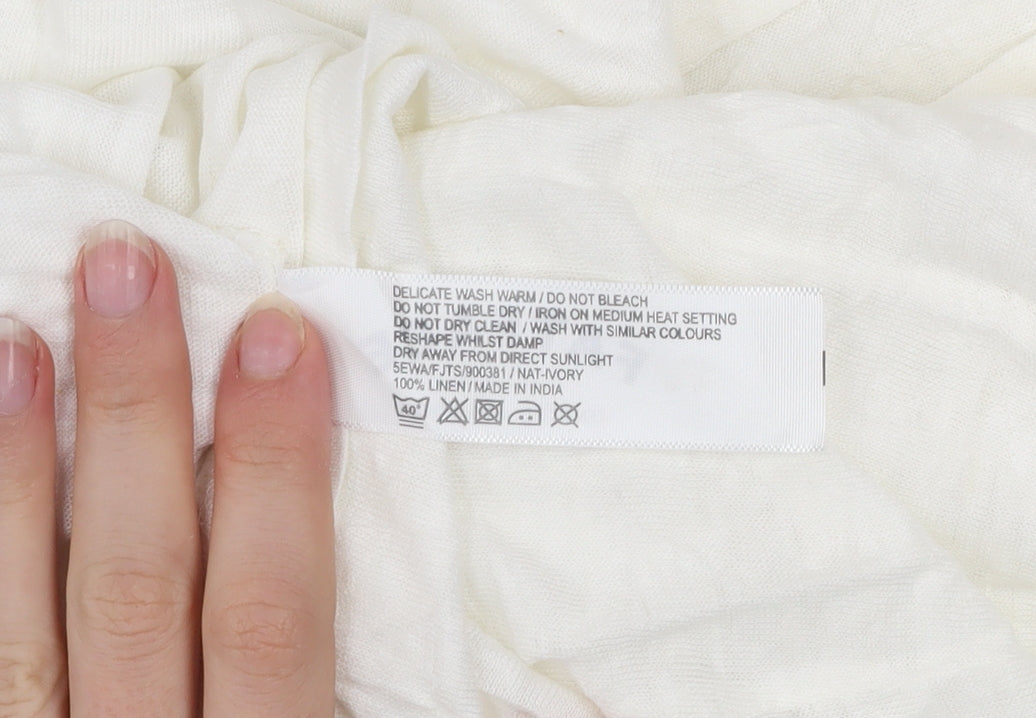 DELICATE WASH WARM / DO NOT BLEACH
DO NOT TUMBLE DRY / IRON ON MEDIUM HEAT SETTING
DO NOT DRY CLEAN / WASH WITH SIMILAR COLOURS
RESHAPE WHILST DAMP
DRY AWAY FROM DIRECT SUNLIGHT
5EWA/FJTS/900381 / NAT-IVORY
100% LINEN / MADE IN INDIA
40°